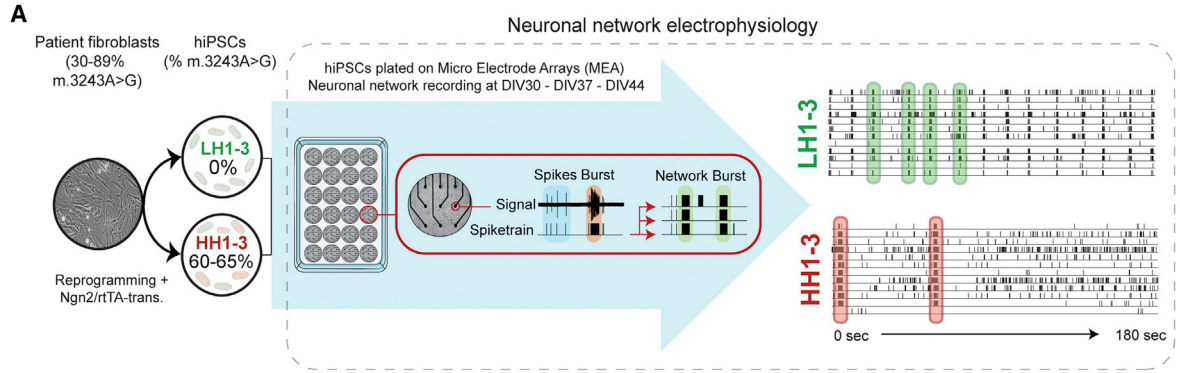 A
Neuronal network electrophysiology
Patient fibroblasts
(30-89%
m.3243A>G)
hiPSCs
(% m.3243A>G)
hiPSCs plated on Micro Electrode Arrays (MEA)
Neuronal network recording at DIV30 - DIV37 - DIV44
LH1-3
0%
HH1-3
60-65%
Reprogramming +
Ngn2/rtTA-trans.
Spikes Burst
Network Burst
Signal
Spiketrain
LH1-3
HH1-3
0 sec
180 sec